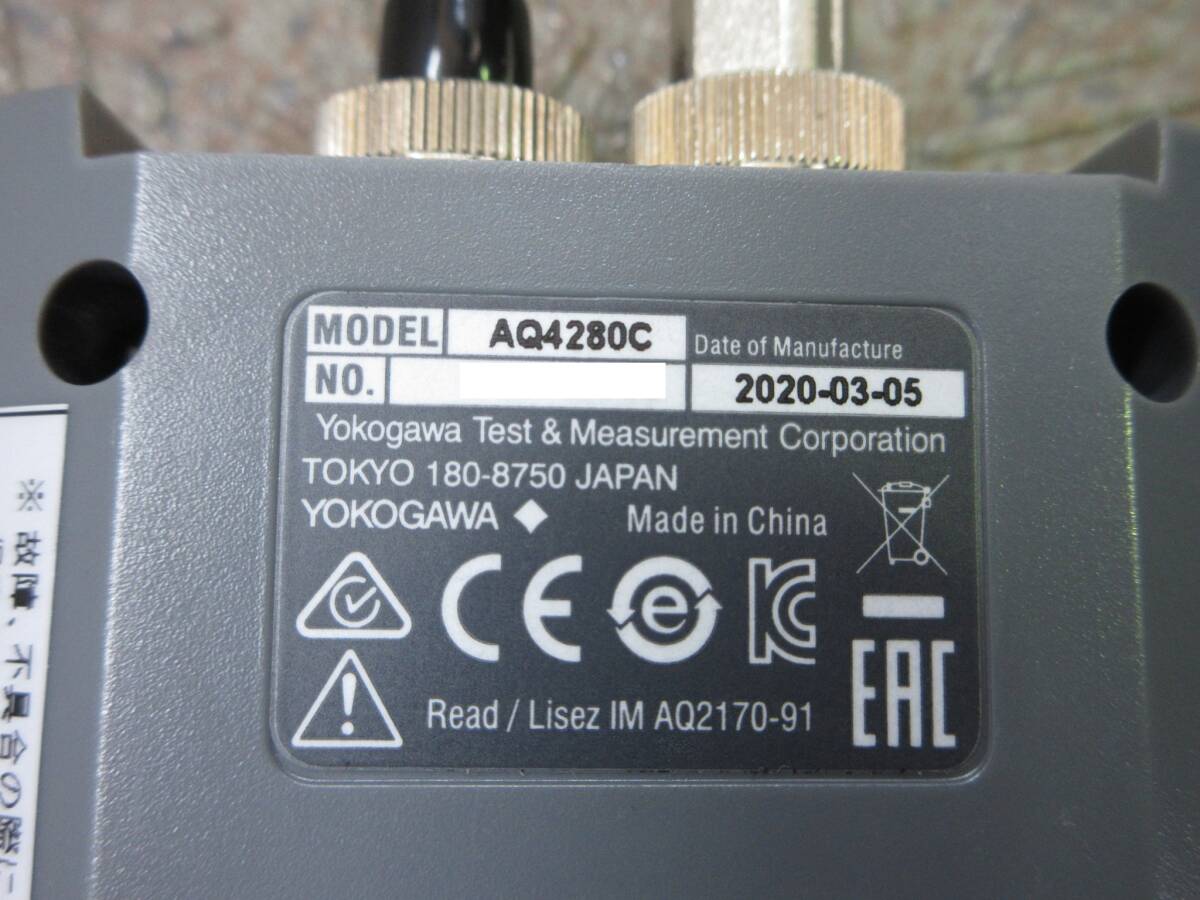 MODEL AQ4280C
Date of Manufacture
NO.
2020-03-05
Yokogawa Test & Measurement Corporation
TOKYO 180-8750 JAPAN
YOKOGAWA
Made in China
CE
e
KC
EAC
Read / Lisez IM AQ2170-91
※故障、不具合の際に